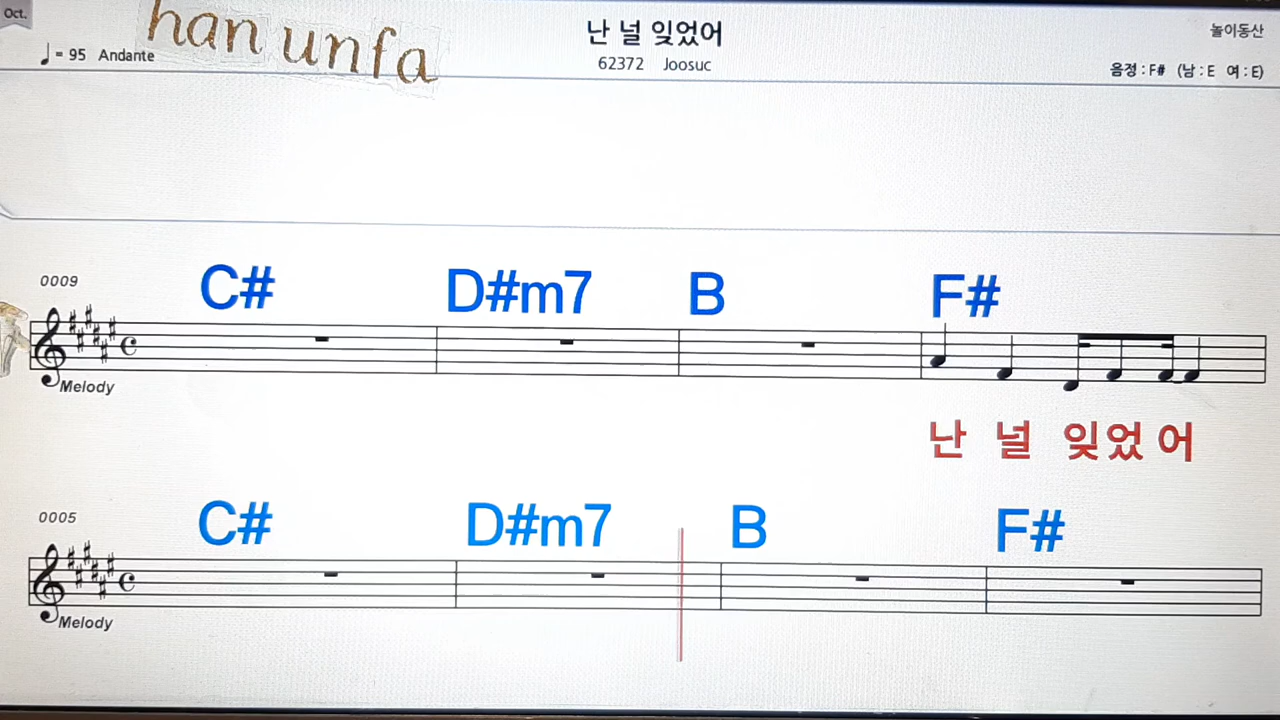 Oct.
han unfa
♩= 95 Andante
난 널 잊었어
62372 Joosuc
놀이동산
음정 : F# (남 : E 여 : E)
0009
C# D#m7 B F#
Melody
난 널 잊었어
0005
C# D#m7 B F#
Melody